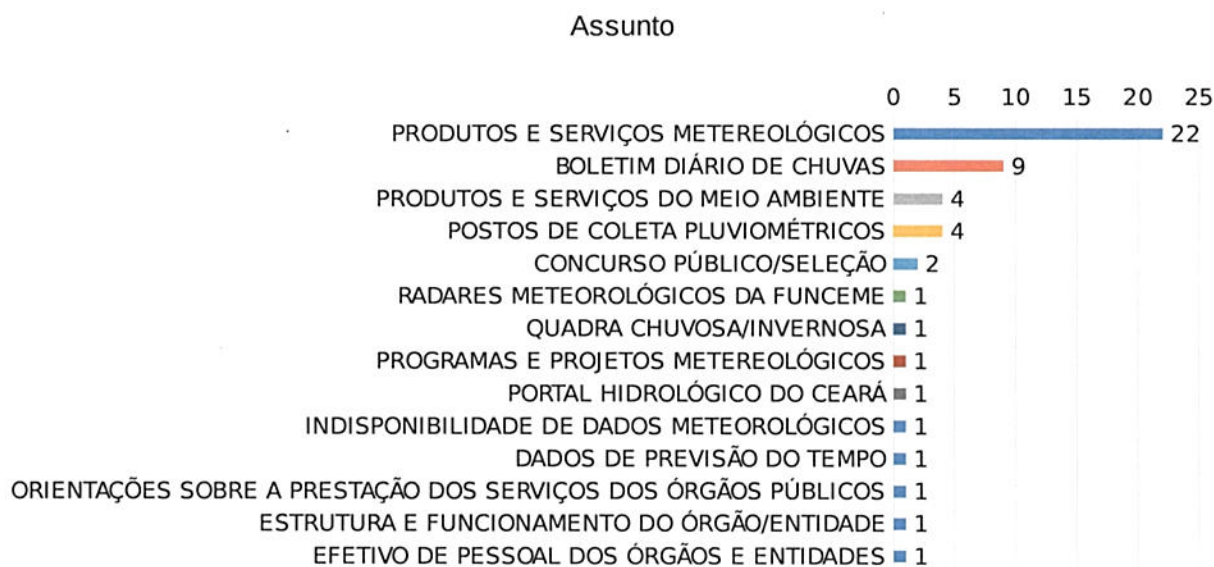 Assunto
0 5 10 15 20 25
PRODUTOS E SERVIÇOS METEREOLÓGICOS 22
BOLETIM DIÁRIO DE CHUVAS 9
PRODUTOS E SERVIÇOS DO MEIO AMBIENTE 4
POSTOS DE COLETA PLUVIOMÉTRICOS 4
CONCURSO PÚBLICO/SELEÇÃO 2
RADARES METEOROLÓGICOS DA FUNCEME 1
QUADRA CHUVOSA/INVERNOSA 1
PROGRAMAS E PROJETOS METEREOLÓGICOS 1
PORTAL HIDROLÓGICO DO CEARÁ 1
INDISPONIBILIDADE DE DADOS METEOROLÓGICOS 1
DADOS DE PREVISÃO DO TEMPO 1
ORIENTAÇÕES SOBRE A PRESTAÇÃO DOS SERVIÇOS DOS ÓRGÃOS PÚBLICOS 1
ESTRUTURA E FUNCIONAMENTO DO ÓRGÃO/ENTIDADE 1
EFETIVO DE PESSOAL DOS ÓRGÃOS E ENTIDADES 1